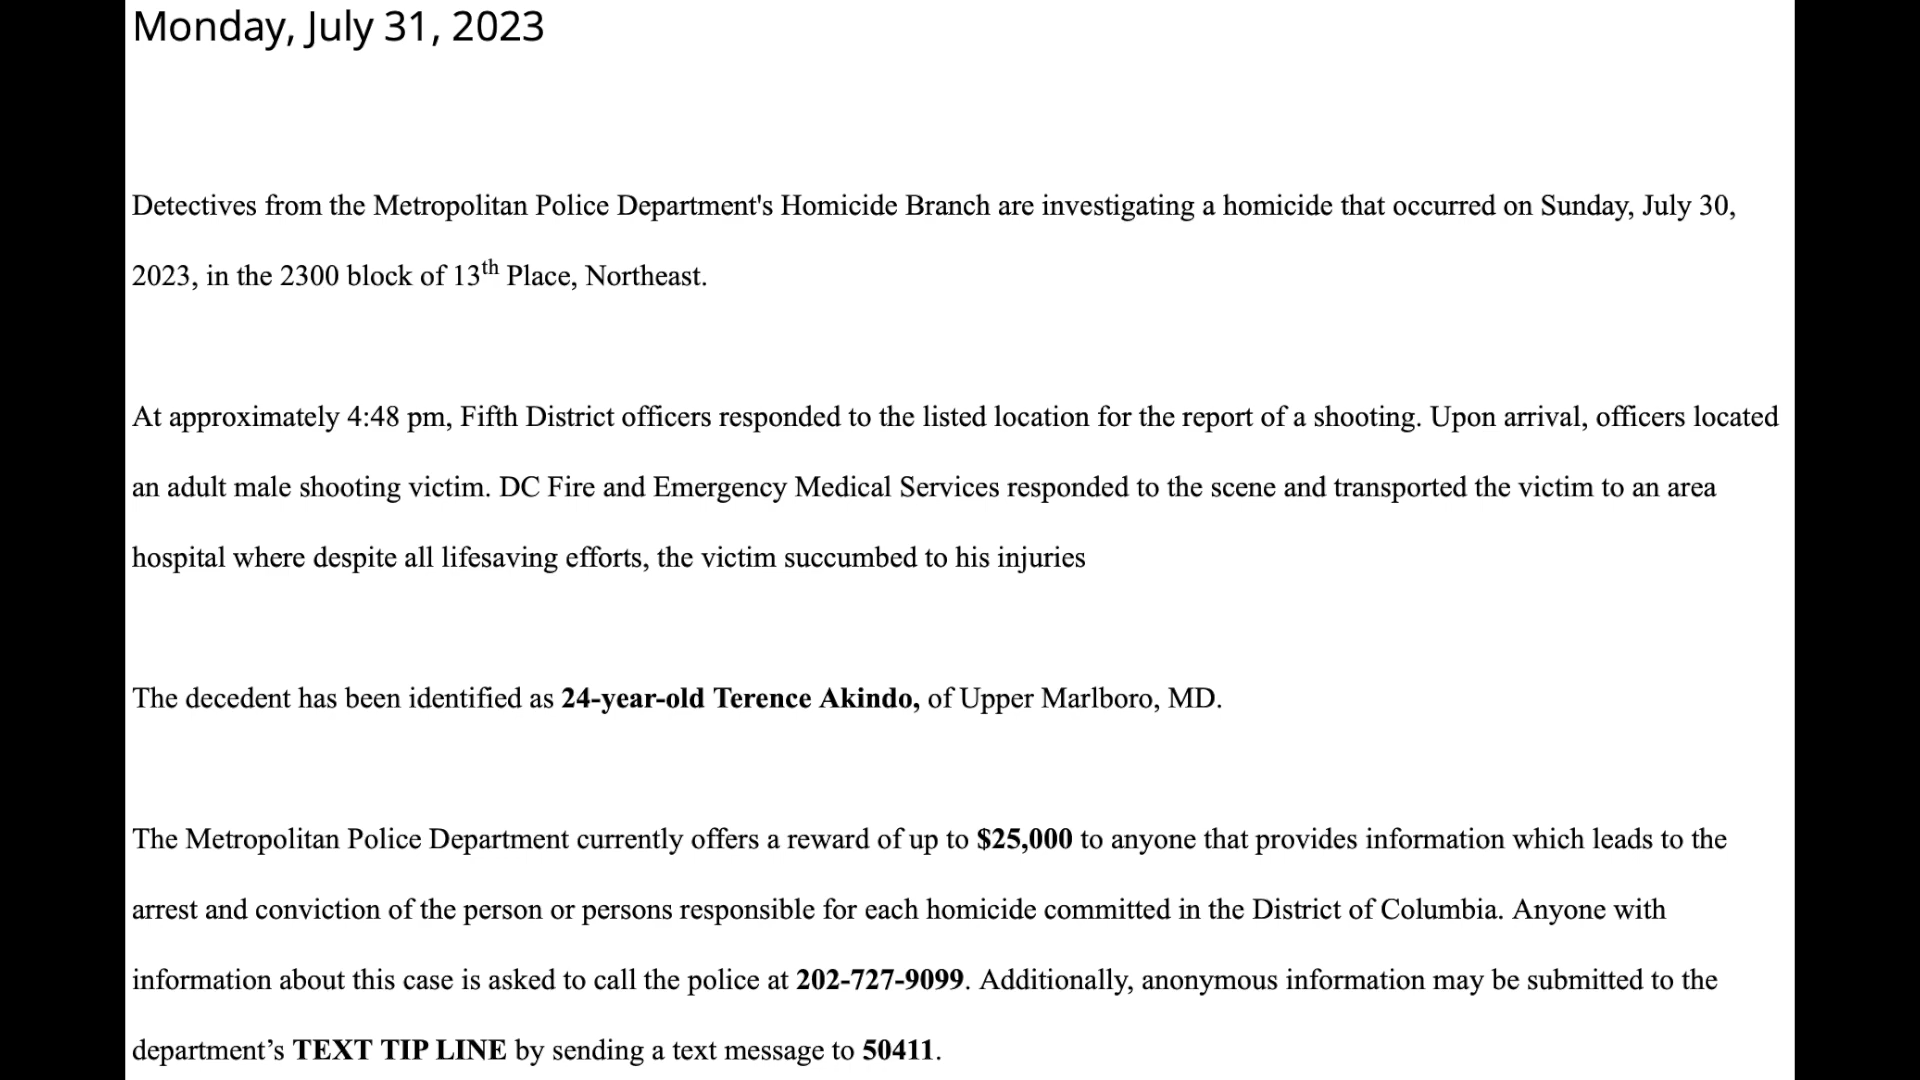 Monday, July 31, 2023
Detectives from the Metropolitan Police Department's Homicide Branch are investigating a homicide that occurred on Sunday, July 30,
2023, in the 2300 block of 13th Place, Northeast.
At approximately 4:48 pm, Fifth District officers responded to the listed location for the report of a shooting. Upon arrival, officers located
an adult male shooting victim. DC Fire and Emergency Medical Services responded to the scene and transported the victim to an area
hospital where despite all lifesaving efforts, the victim succumbed to his injuries
The decedent has been identified as 24-year-old Terence Akindo, of Upper Marlboro, MD.
The Metropolitan Police Department currently offers a reward of up to $25,000 to anyone that provides information which leads to the
arrest and conviction of the person or persons responsible for each homicide committed in the District of Columbia. Anyone with
information about this case is asked to call the police at 202-727-9099. Additionally, anonymous information may be submitted to the
department’s TEXT TIP LINE by sending a text message to 50411.